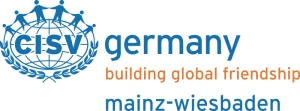 CISV germany
building global friendship
mainz-wiesbaden